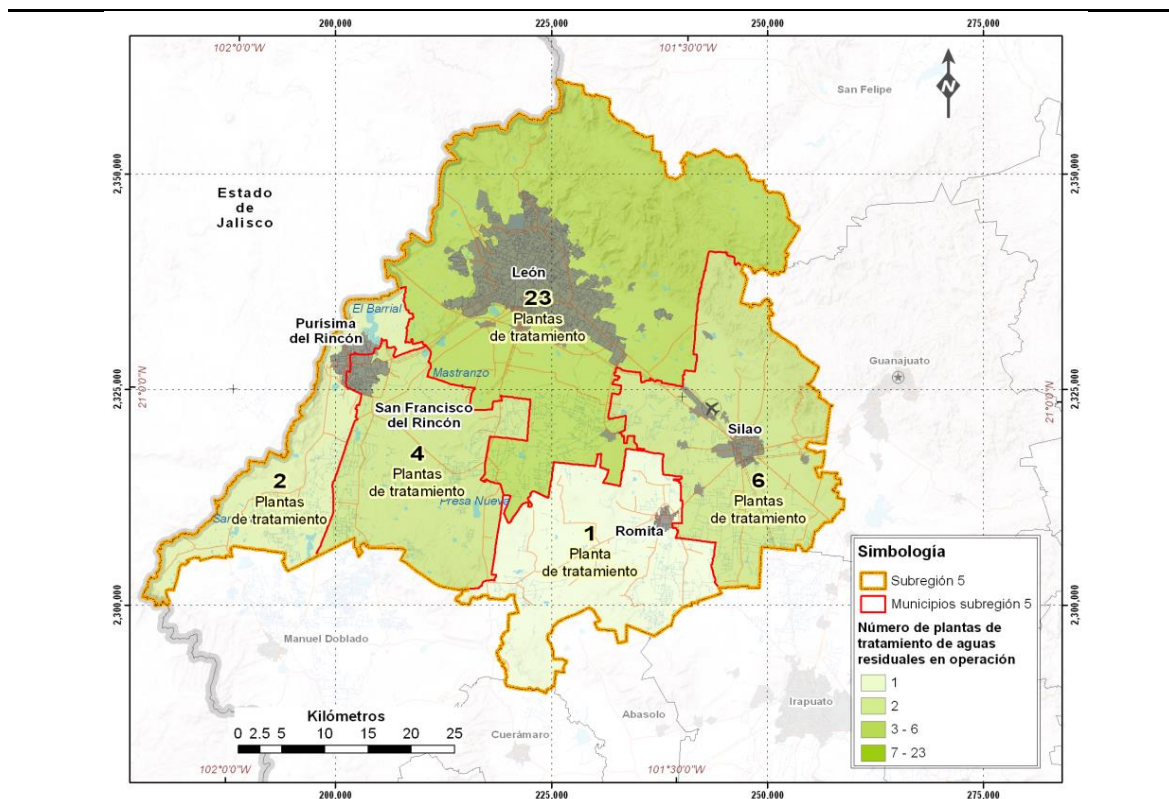 200,000
225,000
250,000
275,000
102°0'0"W
101°30'0"W
San Felipe
N
2,350,000
2,350,000
Estado
de
Jalisco
León
23
Plantas
de tratamiento
El Barrial
Purísima
del Rincón
Guanajuato
Mastranzo
2,325,000
21°0'0"N
2,325,000
21°0'0"N
San Francisco
del Rincón
4
Plantas
de tratamiento
Silao
6
Plantas
de tratamiento
2
Plantas
de tratamiento
Presa Nueva
Romita
1
Planta
de tratamiento
Simbología
Subregión 5
Municipios subregión 5
Número de plantas de
tratamiento de aguas
residuales en operación
1
2
3 - 6
7 - 23
2,300,000
2,300,000
Manuel Doblado
Irapuato
Abasolo
Cuerámaro
Kilómetros
0 2.5 5 10 15 20 25
102°0'0"W
101°30'0"W
200,000
225,000
250,000
275,000